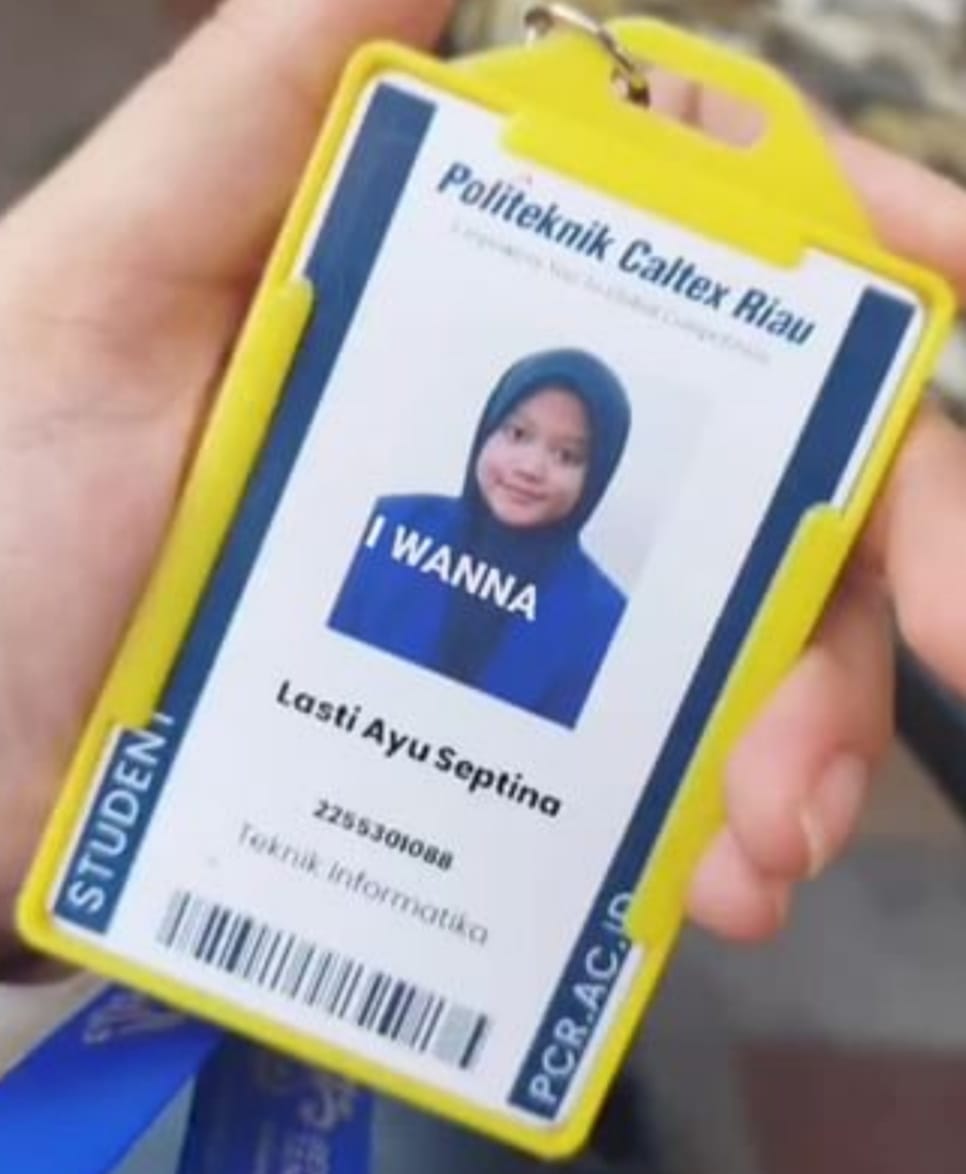 Politeknik Caltex Riau
I WANNA
Lasti Ayu Septina
2255301088
Teknik Informatika
STUDENT
PCR.AC.ID